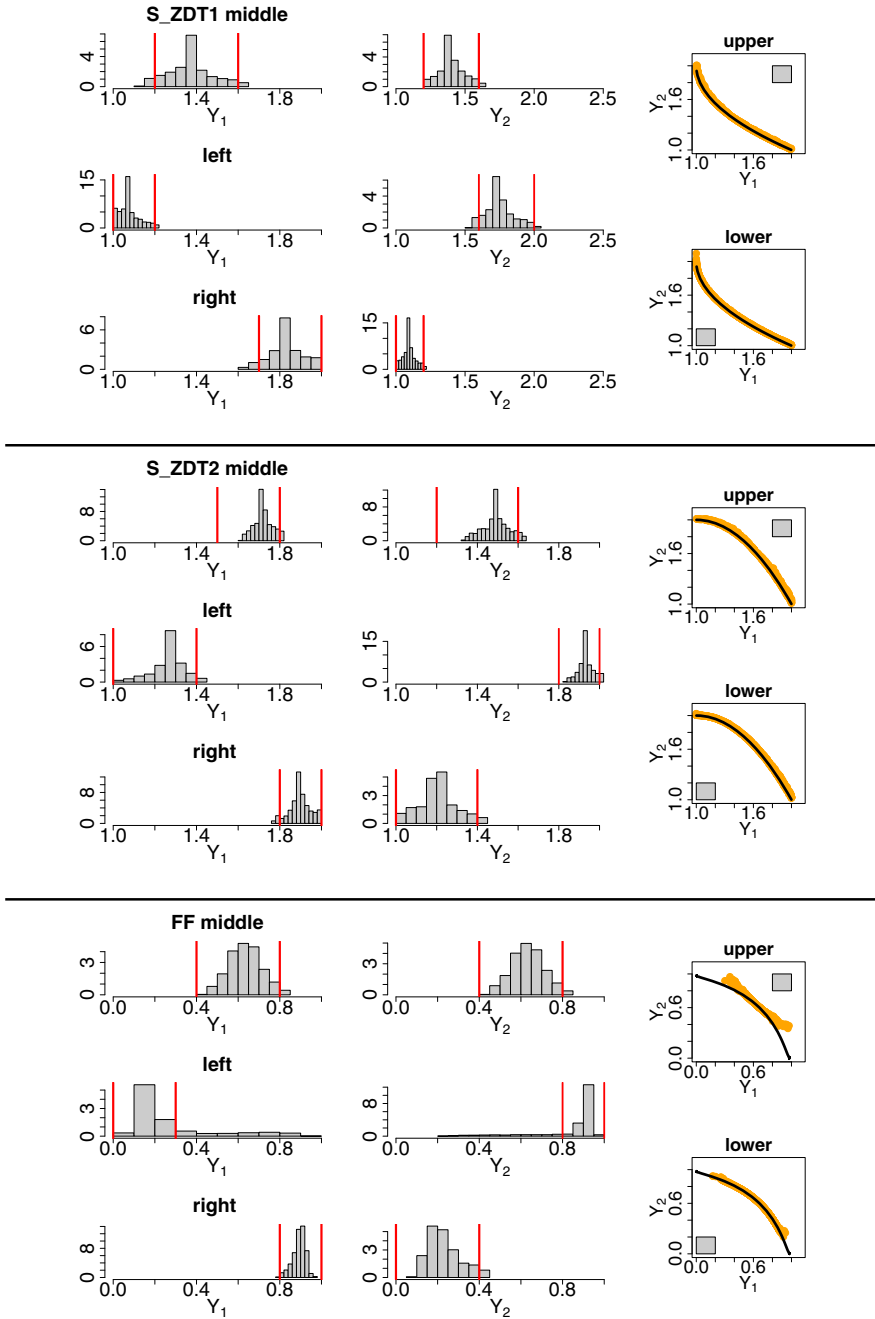 S_ZDT1 middle
0 4
1.0 1.4 1.8
Y1
0 4
1.5 2.0 2.5
Y2
left
0 15
1.0 1.4 1.8
Y1
0 4
1.0 1.5 2.0 2.5
Y2
right
0 6
1.0 1.4 1.8
Y1
0 15
1.0 1.5 2.0 2.5
Y2
upper
Y2
1.0 1.6
1.0 1.6
Y1
lower
Y2
1.0 1.6
1.0 1.6
Y1
S_ZDT2 middle
0 8
1.0 1.4 1.8
Y1
0 8
1.0 1.4 1.8
Y2
left
0 6
1.0 1.4 1.8
Y1
0 15
1.0 1.4 1.8
Y2
right
0 8
1.0 1.4 1.8
Y1
0 3
1.0 1.4 1.8
Y2
upper
Y2
1.0 1.6
1.0 1.6
Y1
lower
Y2
1.0 1.6
1.0 1.6
Y1
FF middle
0 3
0.0 0.4 0.8
Y1
0 3
0.0 0.4 0.8
Y2
left
0 3
0.0 0.4 0.8
Y1
0 8
0.0 0.4 0.8
Y2
right
0 8
0.0 0.4 0.8
Y1
0 3
0.0 0.4 0.8
Y2
upper
Y2
0.0 0.6
0.0 0.6
Y1
lower
Y2
0.0 0.6
0.0 0.6
Y1